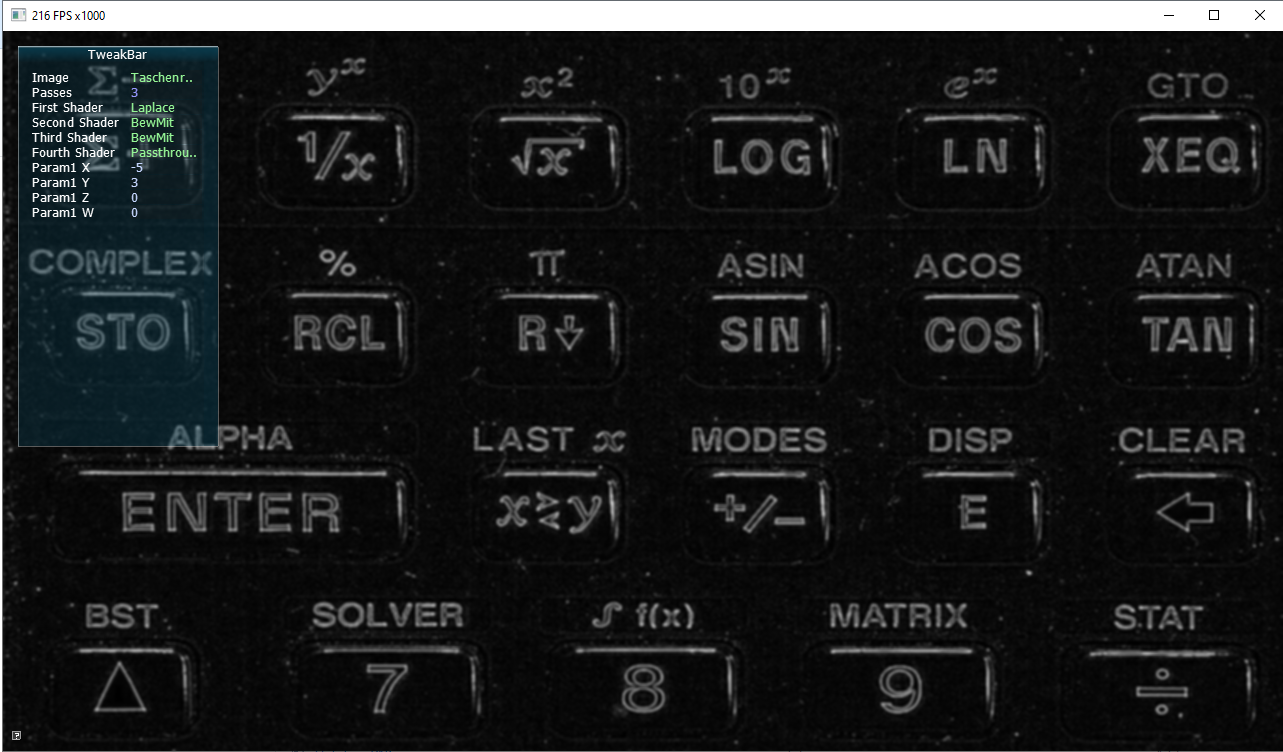 216 FPS x1000
TweakBar
Image Taschenr..
Passes 3
First Shader Laplace
Second Shader BewMit
Third Shader BewMit
Fourth Shader Passthrou..
Param1 X -5
Param1 Y 3
Param1 Z 0
Param1 W 0
yˣ x² 10ˣ eˣ GTO
1/x √x LOG LN XEQ
COMPLEX % π ASIN ACOS ATAN
STO RCL R↓ SIN COS TAN
ALPHA LAST x MODES DISP CLEAR
ENTER x≷y +/− E ←
BST SOLVER ∫ f(x) MATRIX STAT
△ 7 8 9 ÷